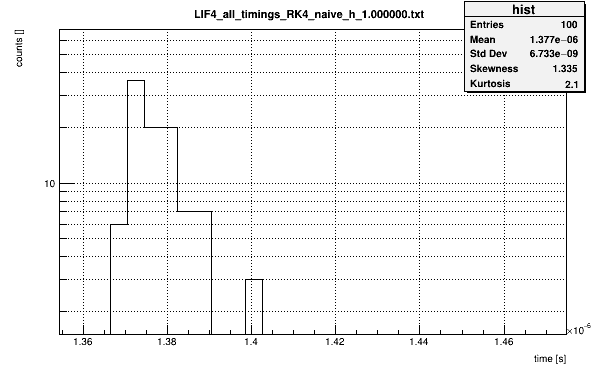 LIF4_all_timings_RK4_naive_h_1.000000.txt
hist
Entries 100
Mean 1.377e−06
Std Dev 6.733e−09
Skewness 1.335
Kurtosis 2.1
counts []
10
1.36 1.38 1.4 1.42 1.44 1.46
×10⁻⁶
time [s]